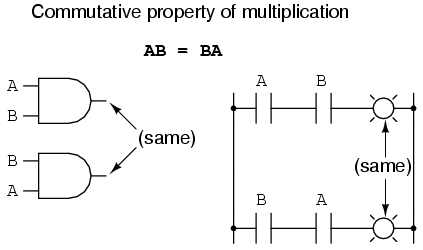 Commutative property of multiplication
AB = BA
A
B
(same)
B
A
A B
(same)
B A